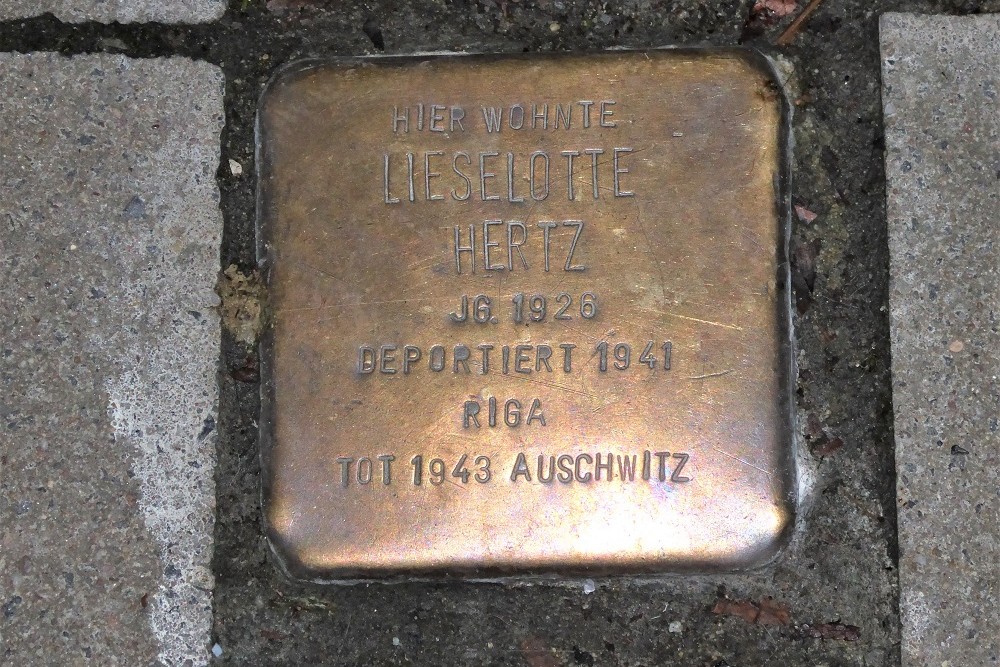 HIER WOHNTE
LIESELOTTE
HERTZ
JG. 1926
DEPORTIERT 1941
RIGA
TOT 1943 AUSCHWITZ